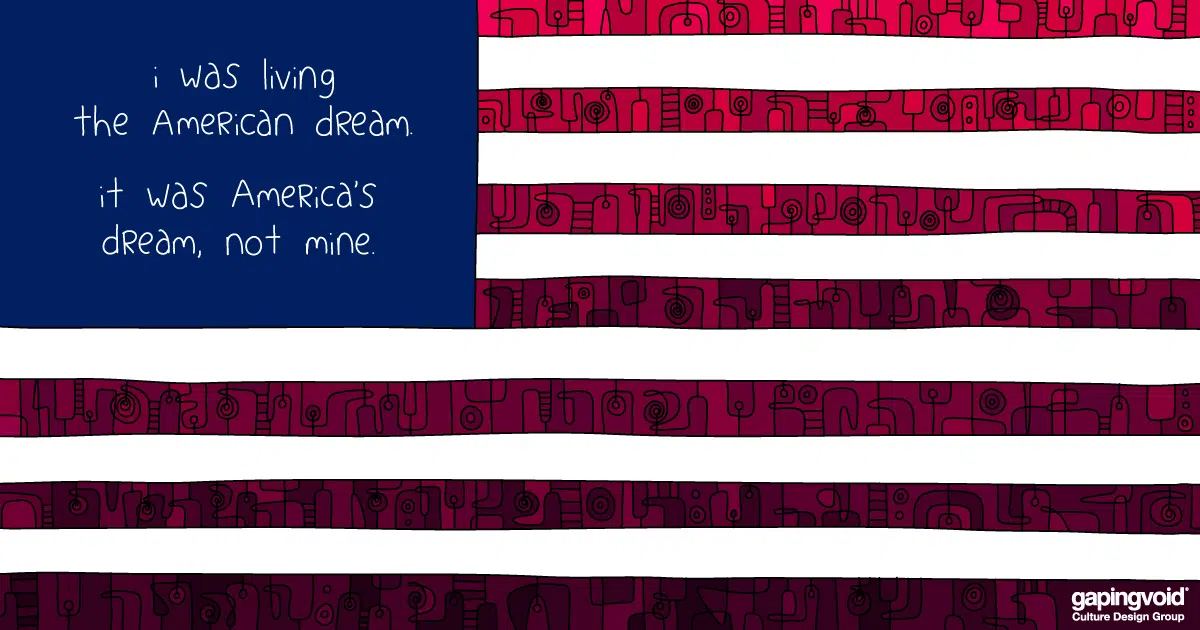 i was living
the American dream.
it was America's
dream, not mine.
gapingvoid®
Culture Design Group